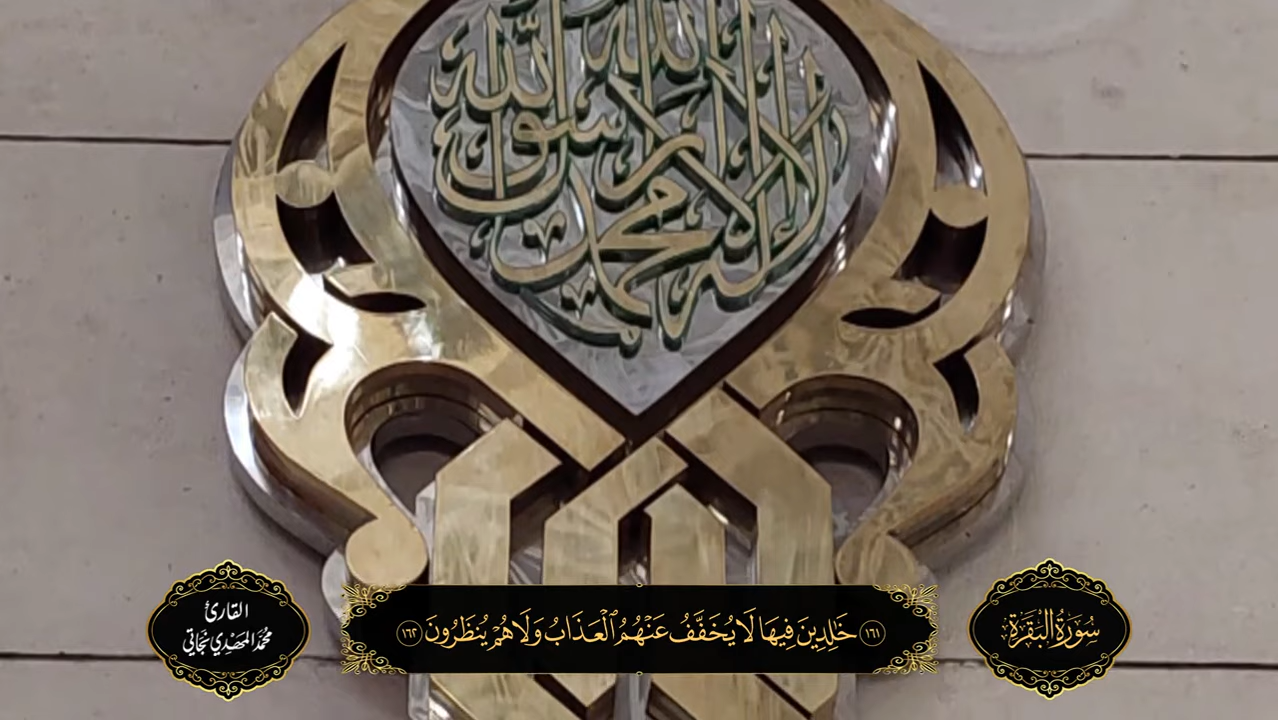 لا إله إلا الله محمد رسول الله
القارئ
محمد المهدي نجاتي
١٦١ خَٰلِدِينَ فِيهَا لَا يُخَفَّفُ عَنْهُمُ ٱلْعَذَابُ وَلَا هُمْ يُنظَرُونَ ١٦٢
سُورَةُ البَقَرَةِ